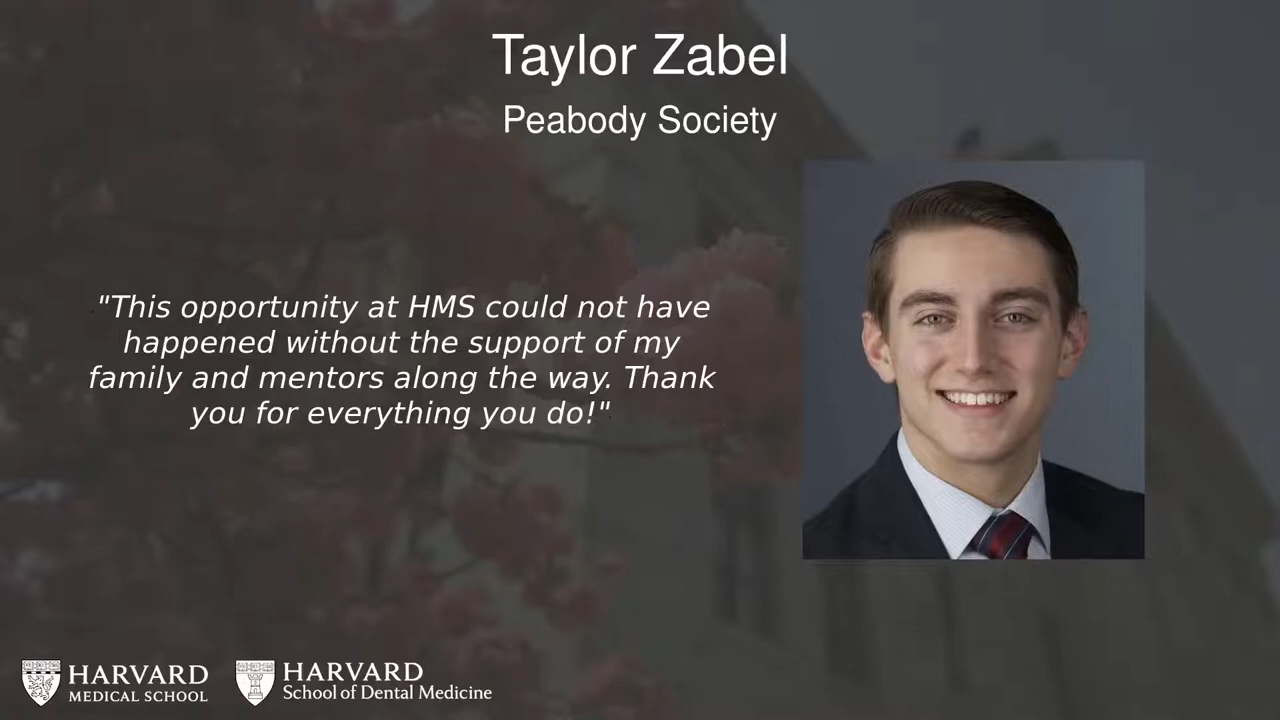 Taylor Zabel
Peabody Society
"This opportunity at HMS could not have
happened without the support of my
family and mentors along the way. Thank
you for everything you do!"
HARVARD
MEDICAL SCHOOL
HARVARD
School of Dental Medicine